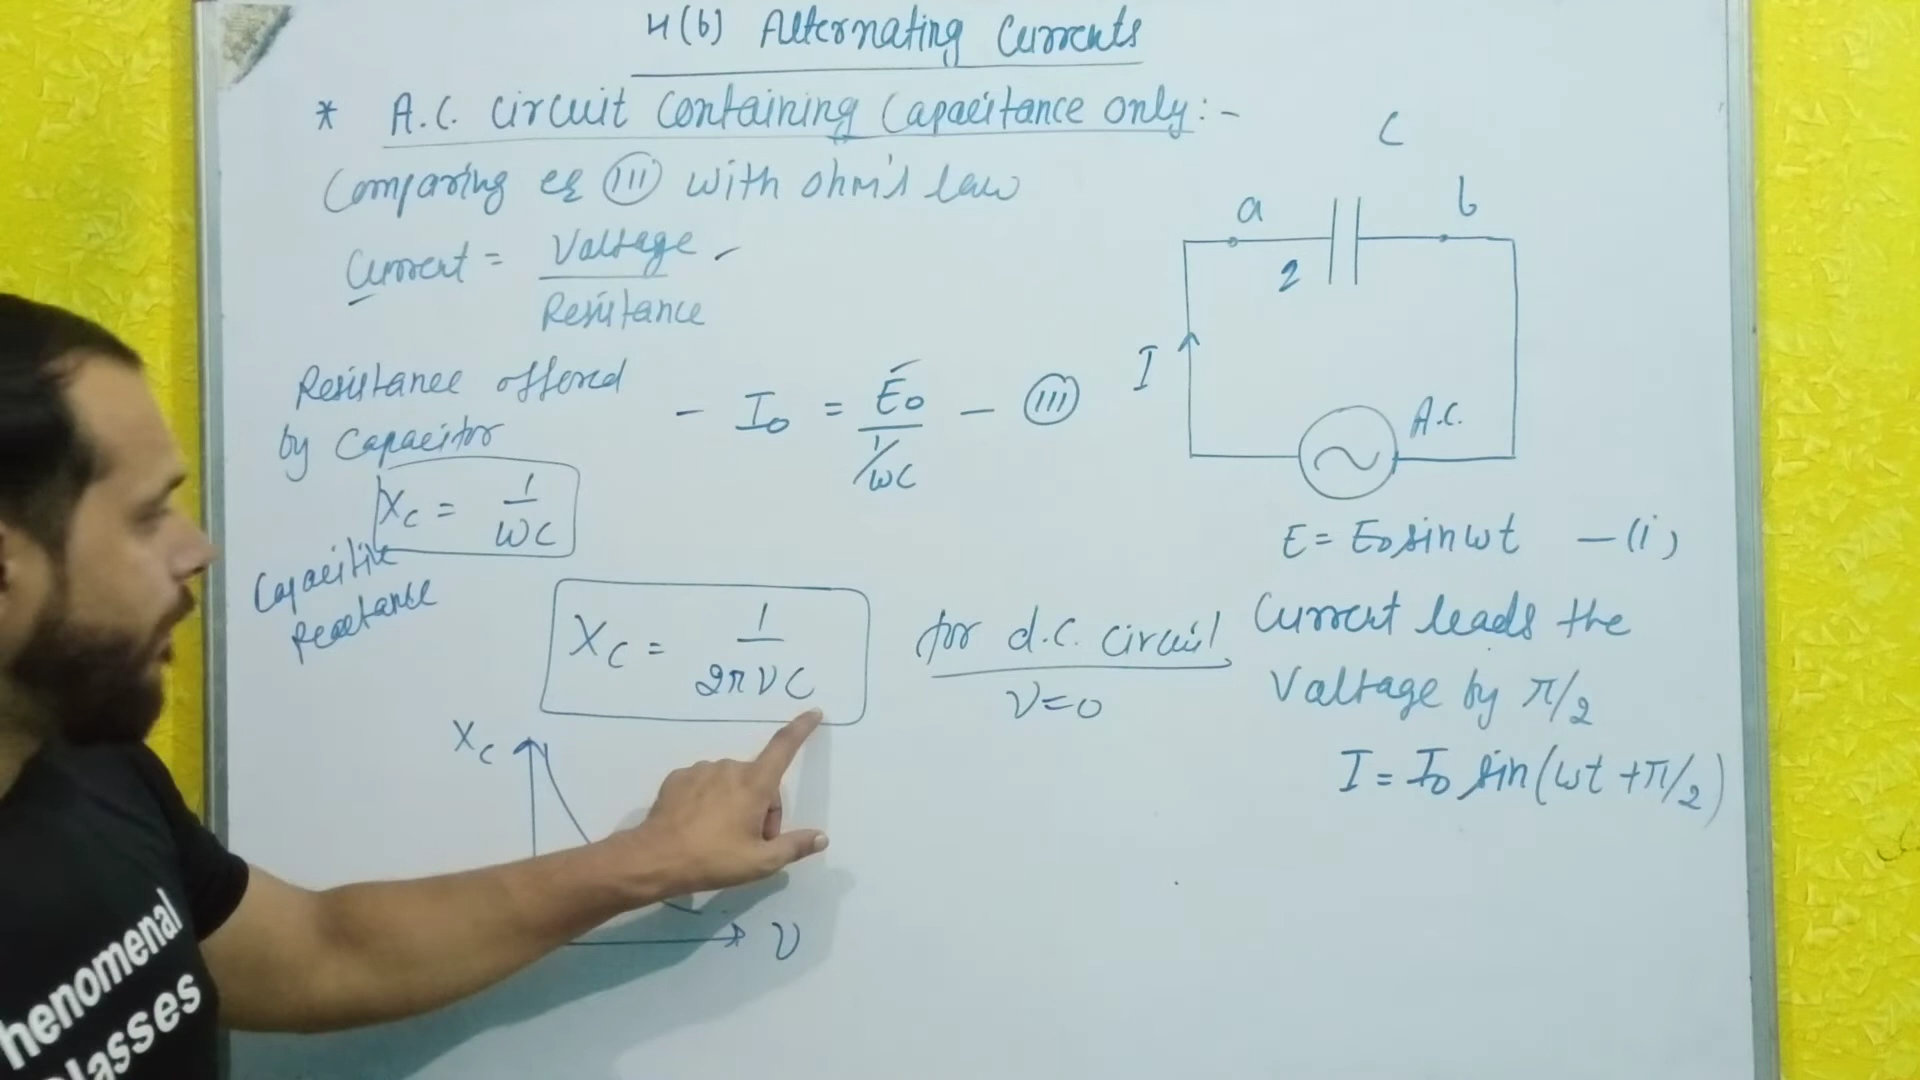 4(b) Alternating Currents
* A.C. circuit containing Capacitance only:-
Comparing eq (III) with ohm's law
Current = Voltage / Resistance
Resistance offered
by Capacitor
- I₀ = E₀ / 1/ωC - (III)
Xc = 1/ωC
Capacitive
Reactance
Xc = 1/2πνC
for d.c. circuit
ν=0
Xc
ν
C
a
b
2
I
A.C.
E = E₀ sinωt -(i)
Current leads the
Voltage by π/2
I = I₀ sin(ωt + π/2)
henomenal
lasses